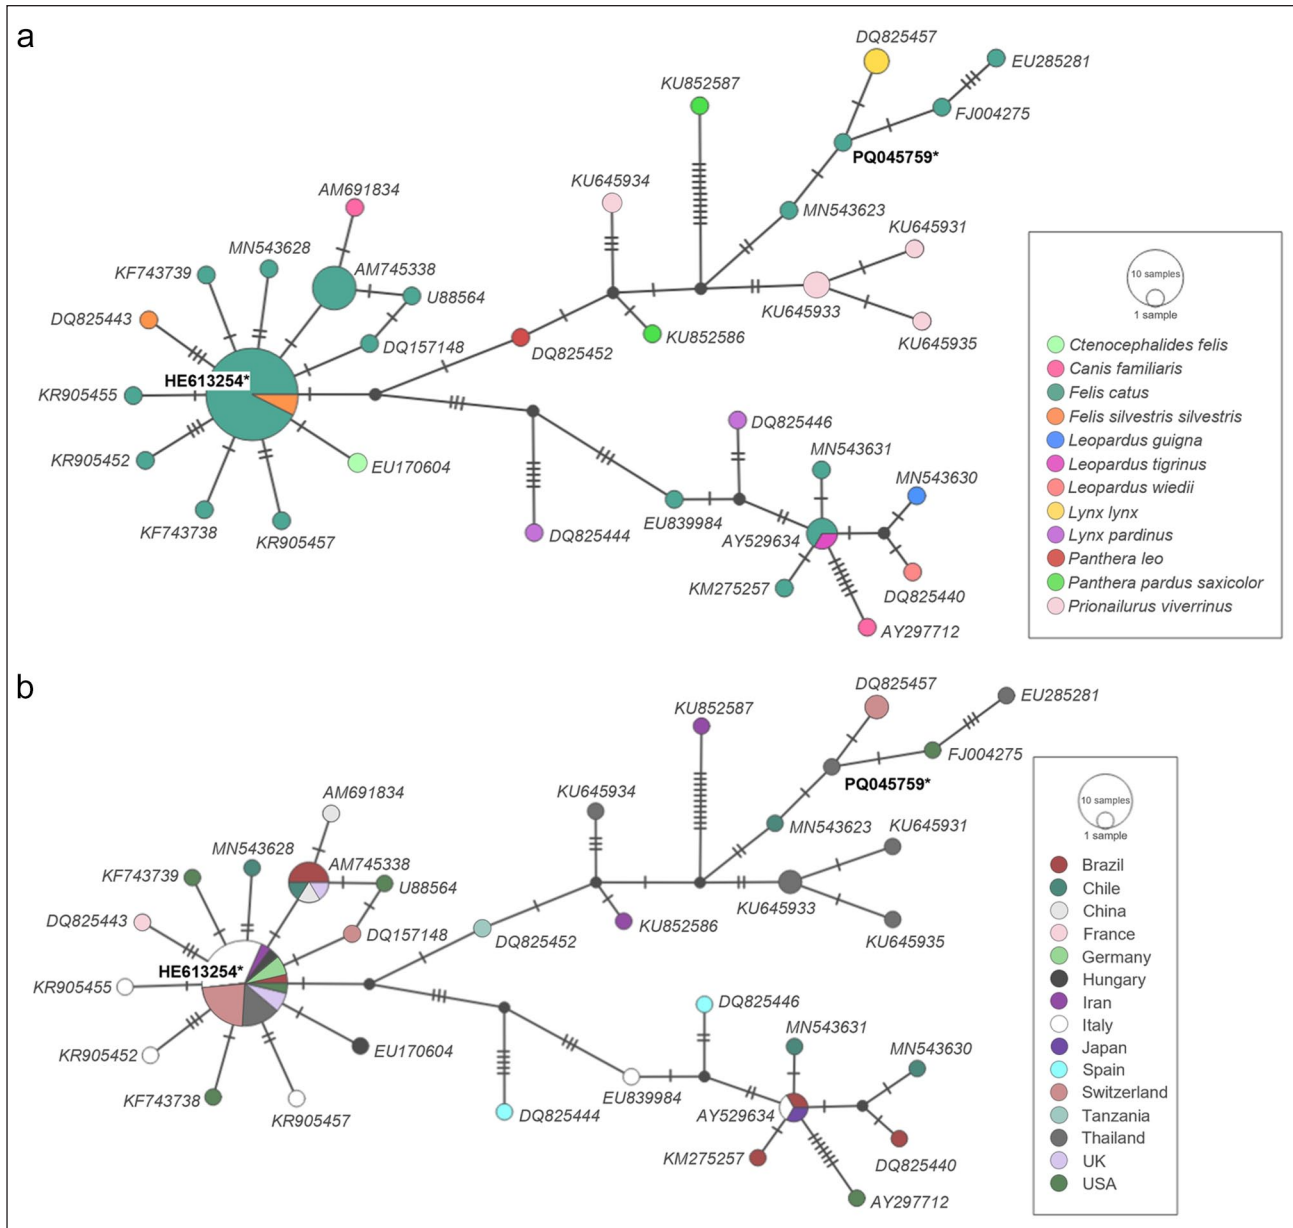 a
DQ825457
EU285281
KU852587
FJ004275
PQ045759*
KU645934
AM691834
MN543623
KU645931
MN543628
KF743739
AM745338
U88564
KU645933
DQ825443
KU852586
KU645935
DQ157148
DQ825452
HE613254*
KR905455
DQ825446
MN543631
KR905452
EU170604
MN543630
EU839984
AY529634
KF743738
KR905457
DQ825444
KM275257
DQ825440
AY297712
10 samples
1 sample
Ctenocephalides felis
Canis familiaris
Felis catus
Felis silvestris silvestris
Leopardus guigna
Leopardus tigrinus
Leopardus wiedii
Lynx lynx
Lynx pardinus
Panthera leo
Panthera pardus saxicolor
Prionailurus viverrinus
b
DQ825457
EU285281
KU852587
FJ004275
PQ045759*
KU645934
AM691834
MN543623
KU645931
MN543628
AM745338
KF743739
U88564
KU645933
DQ825443
KU852586
DQ157148
DQ825452
KU645935
HE613254*
KR905455
DQ825446
MN543631
KR905452
EU170604
MN543630
EU839984
AY529634
KF743738
KR905457
DQ825444
KM275257
DQ825440
AY297712
10 samples
1 sample
Brazil
Chile
China
France
Germany
Hungary
Iran
Italy
Japan
Spain
Switzerland
Tanzania
Thailand
UK
USA